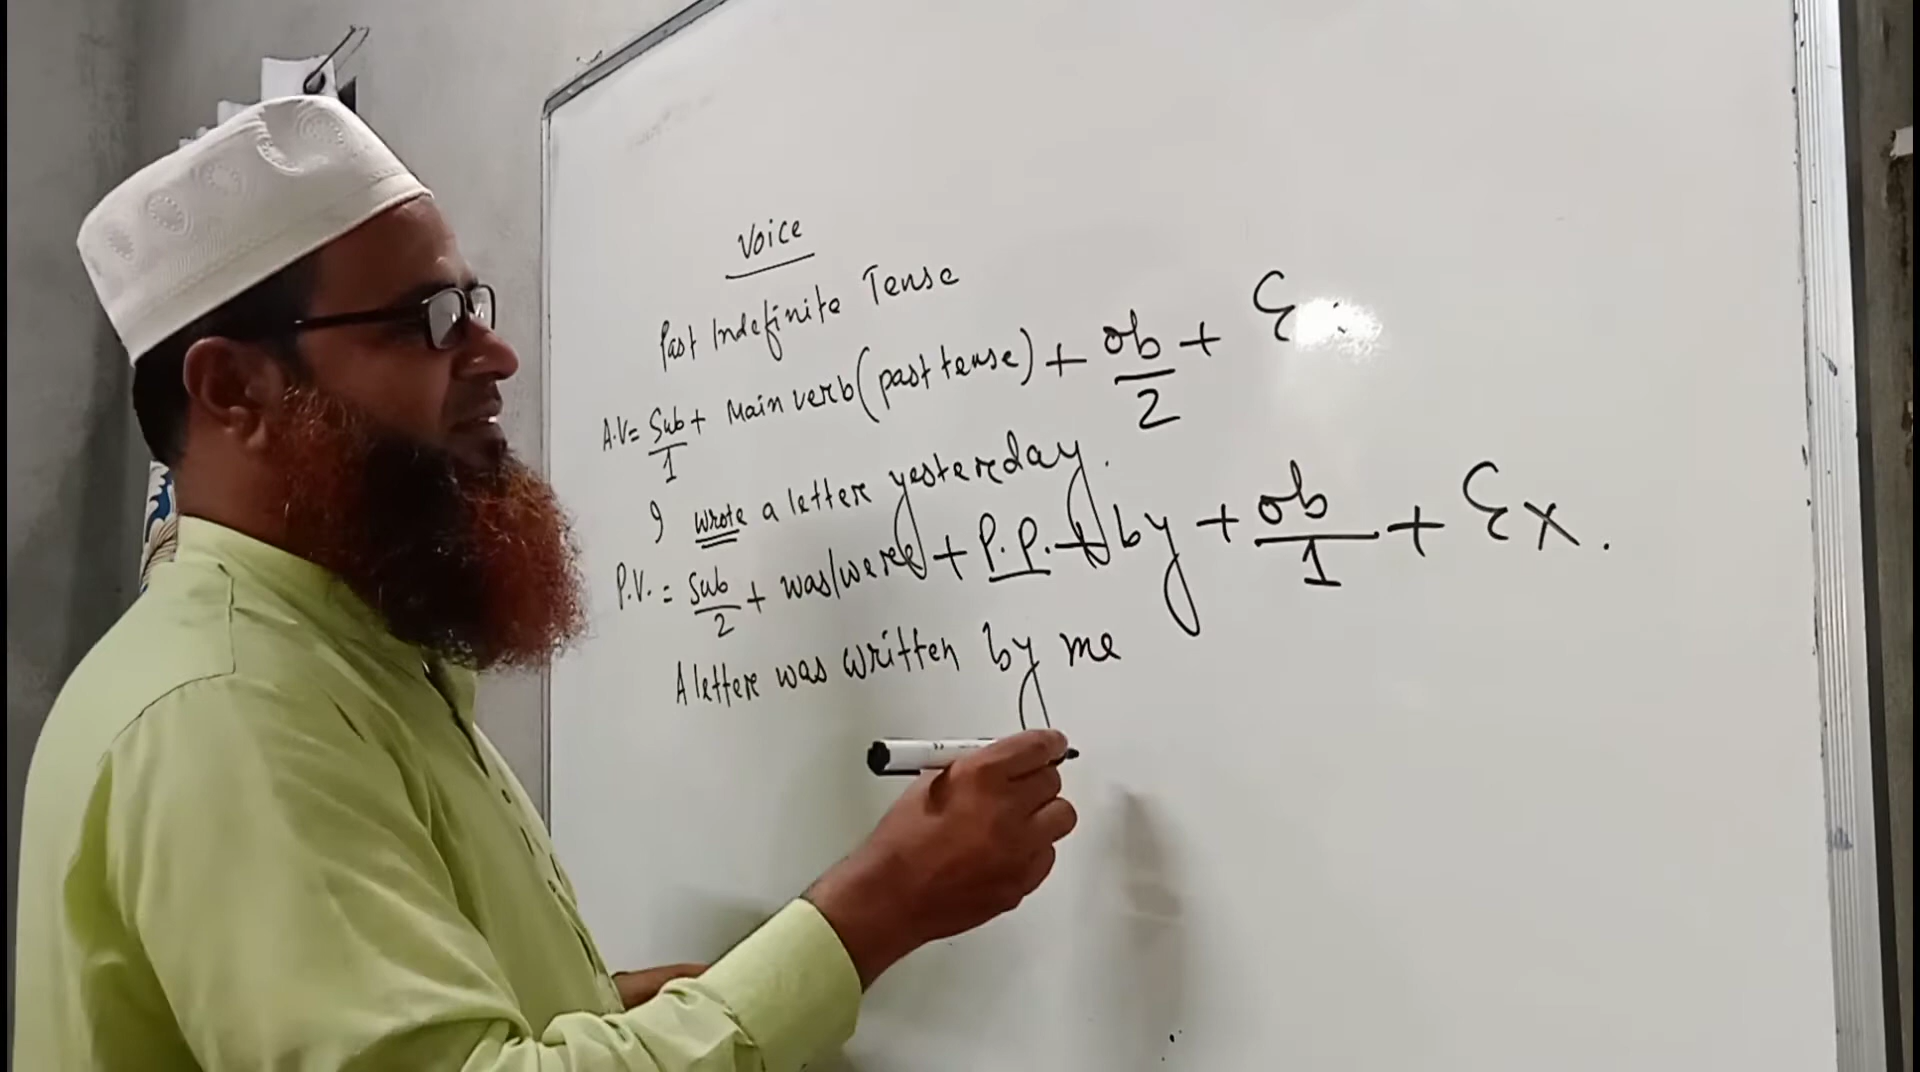 Voice
Past Indefinite Tense
A.V= Sub/1 + Main verb (past tense) + ob/2 + E.
I wrote a letter yesterday.
P.V. = Sub/2 + was/were + P.P. + by + ob/1 + Ex.
A letter was written by me